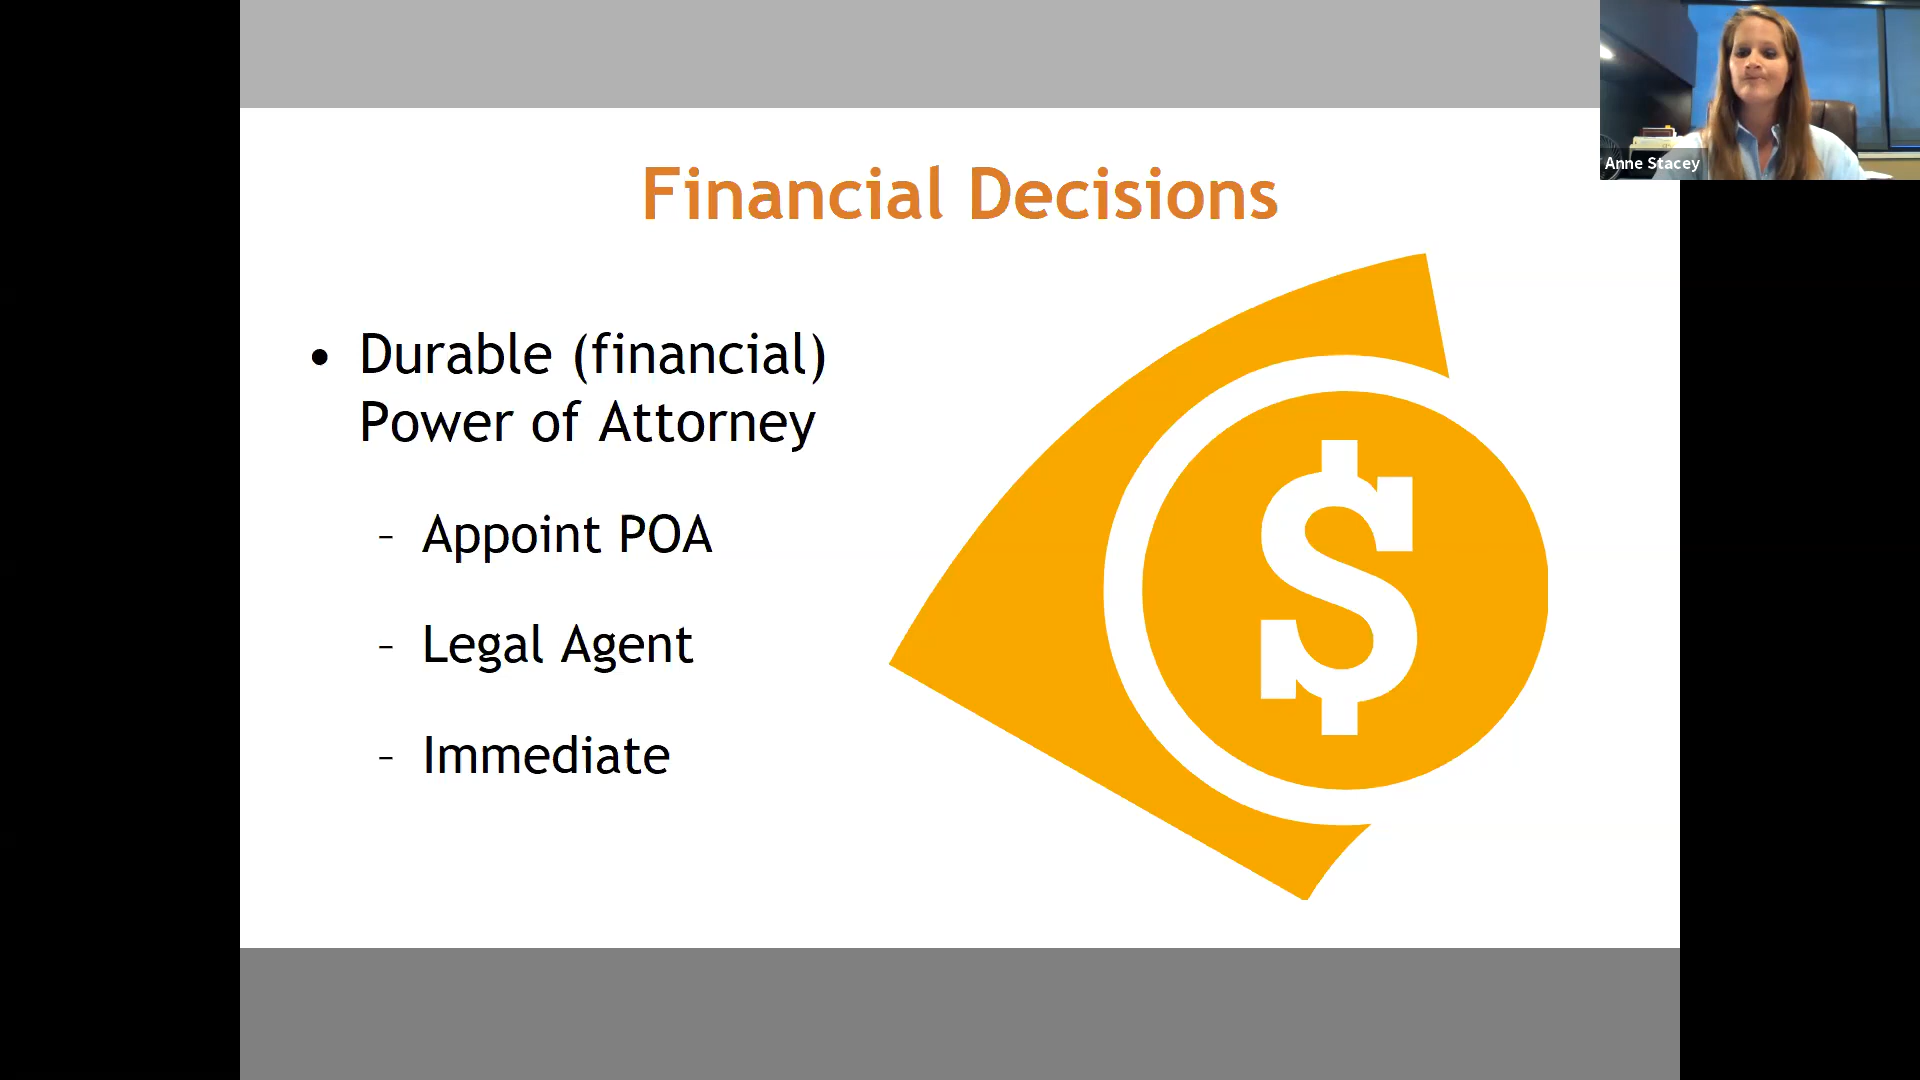 Financial Decisions
Anne Stacey
• Durable (financial)
Power of Attorney
– Appoint POA
– Legal Agent
– Immediate
$